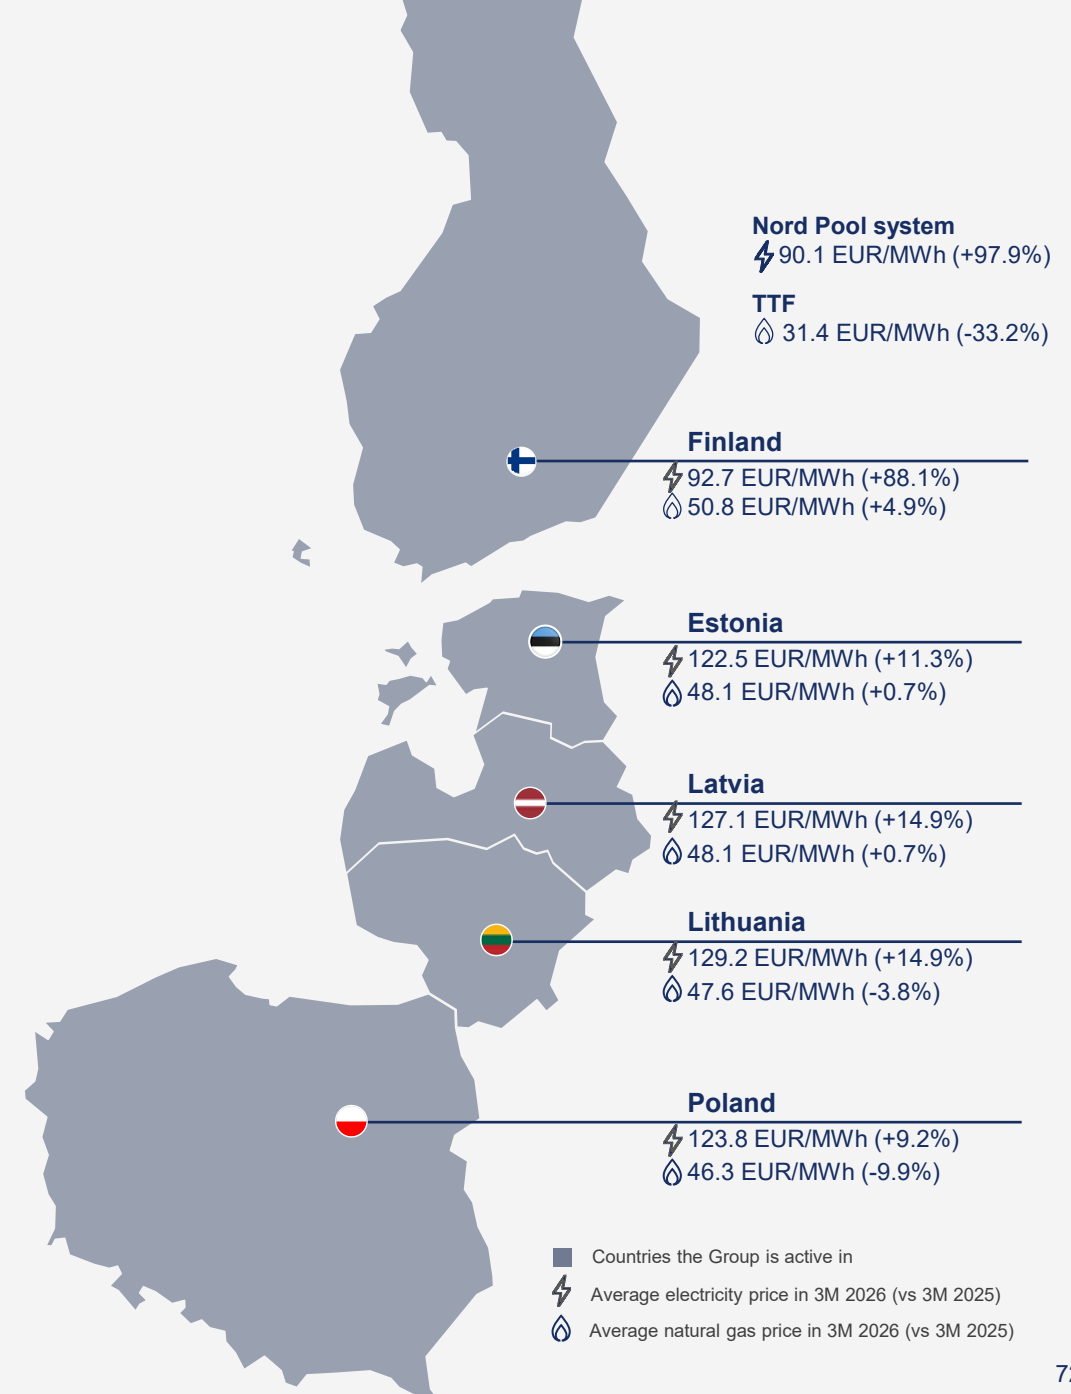 Nord Pool system
90.1 EUR/MWh (+97.9%)
TTF
31.4 EUR/MWh (-33.2%)
Finland
92.7 EUR/MWh (+88.1%)
50.8 EUR/MWh (+4.9%)
Estonia
122.5 EUR/MWh (+11.3%)
48.1 EUR/MWh (+0.7%)
Latvia
127.1 EUR/MWh (+14.9%)
48.1 EUR/MWh (+0.7%)
Lithuania
129.2 EUR/MWh (+14.9%)
47.6 EUR/MWh (-3.8%)
Poland
123.8 EUR/MWh (+9.2%)
46.3 EUR/MWh (-9.9%)
Countries the Group is active in
Average electricity price in 3M 2026 (vs 3M 2025)
Average natural gas price in 3M 2026 (vs 3M 2025)